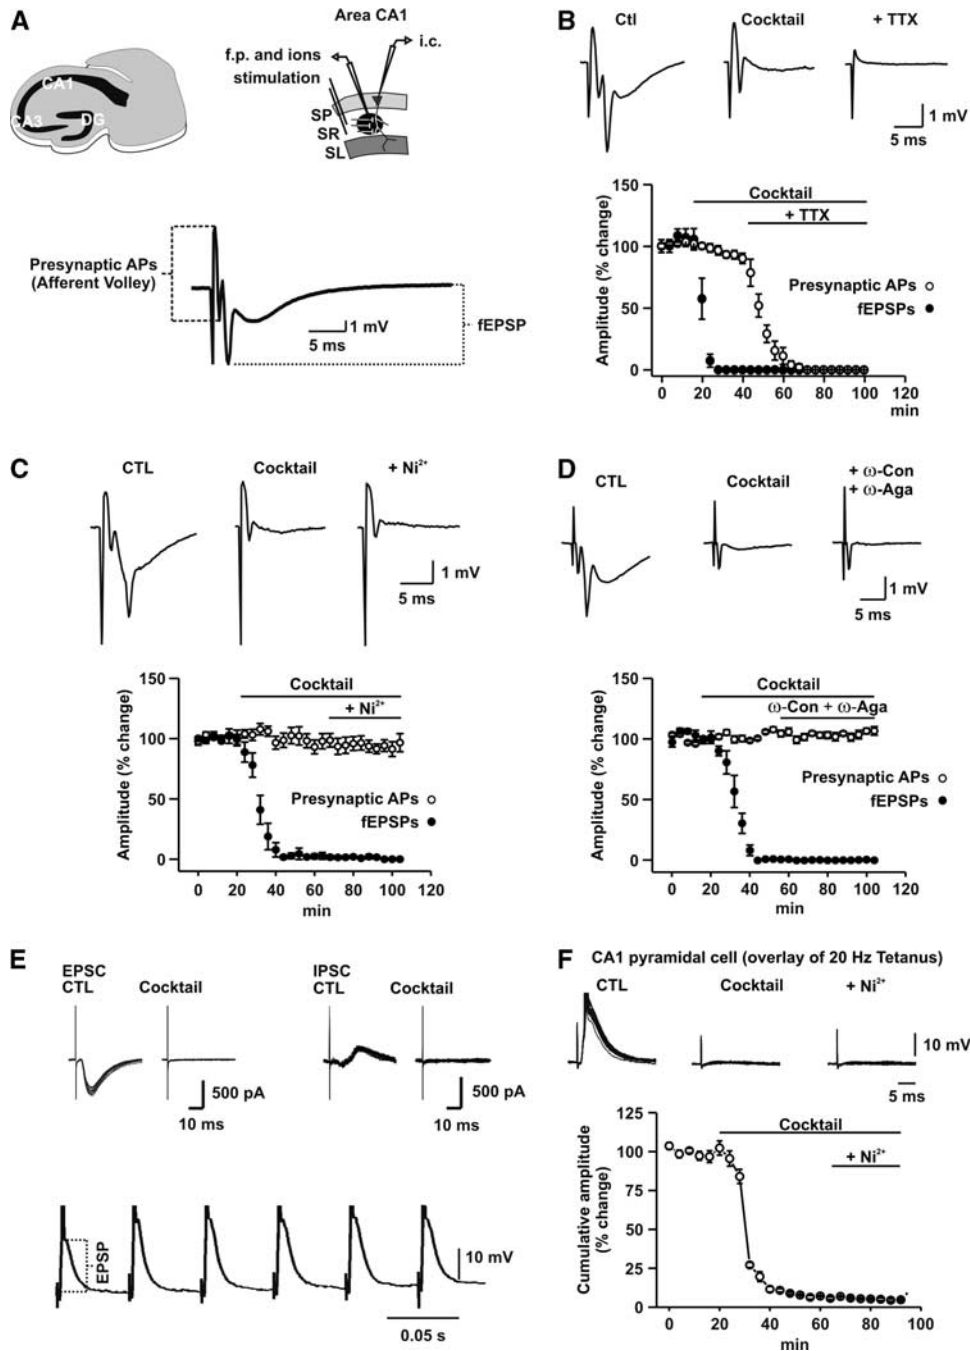 A
Area CA1
i.c.
f.p. and ions
stimulation
CA1
CA3
DG
SP
SR
SL
Presynaptic APs
(Afferent Volley)
1 mV
5 ms
fEPSP
B
Ctl
Cocktail
+ TTX
1 mV
5 ms
Cocktail
+ TTX
Presynaptic APs
fEPSPs
Amplitude (% change)
150
100
50
0
0 20 40 60 80 100 120
min
C
CTL
Cocktail
+ Ni²⁺
1 mV
5 ms
Cocktail
+ Ni²⁺
Presynaptic APs
fEPSPs
Amplitude (% change)
150
100
50
0
0 20 40 60 80 100 120
min
D
CTL
Cocktail
+ ω-Con
+ ω-Aga
1 mV
5 ms
Cocktail
ω-Con + ω-Aga
Presynaptic APs
fEPSPs
Amplitude (% change)
150
100
50
0
0 20 40 60 80 100 120
min
E
EPSC
CTL
Cocktail
500 pA
10 ms
IPSC
CTL
Cocktail
500 pA
10 ms
EPSP
10 mV
0.05 s
F
CA1 pyramidal cell (overlay of 20 Hz Tetanus)
CTL
Cocktail
+ Ni²⁺
10 mV
5 ms
Cocktail
+ Ni²⁺
Cumulative amplitude
(% change)
125
100
75
50
25
0
0 20 40 60 80 100
min